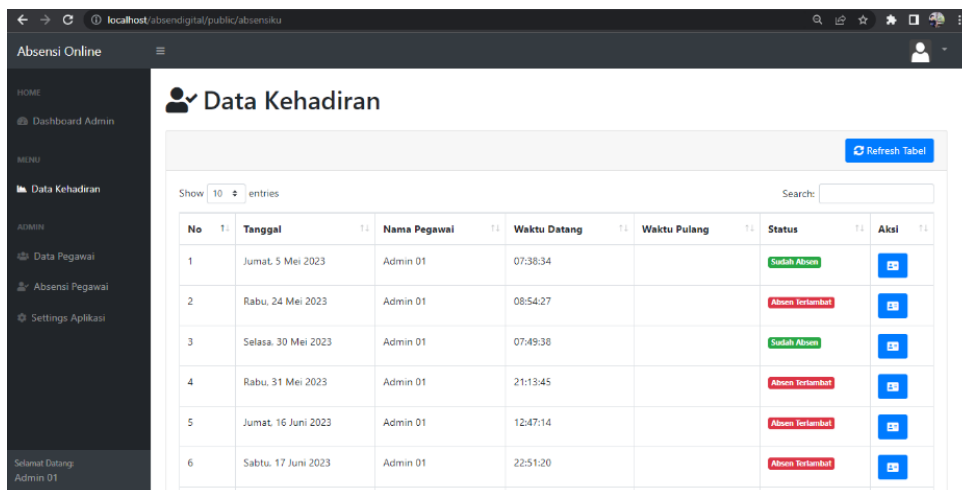 localhost/absendigital/public/absensiku
Absensi Online
HOME
Dashboard Admin
MENU
Data Kehadiran
ADMIN
Data Pegawai
Absensi Pegawai
Settings Aplikasi
Selamat Datang:
Admin 01
Data Kehadiran
Refresh Tabel
Show 10 entries Search:
No Tanggal Nama Pegawai Waktu Datang Waktu Pulang Status Aksi
1 Jumat, 5 Mei 2023 Admin 01 07:38:34 Sudah Absen
2 Rabu, 24 Mei 2023 Admin 01 08:54:27 Absen Terlambat
3 Selasa, 30 Mei 2023 Admin 01 07:49:38 Sudah Absen
4 Rabu, 31 Mei 2023 Admin 01 21:13:45 Absen Terlambat
5 Jumat, 16 Juni 2023 Admin 01 12:47:14 Absen Terlambat
6 Sabtu, 17 Juni 2023 Admin 01 22:51:20 Absen Terlambat